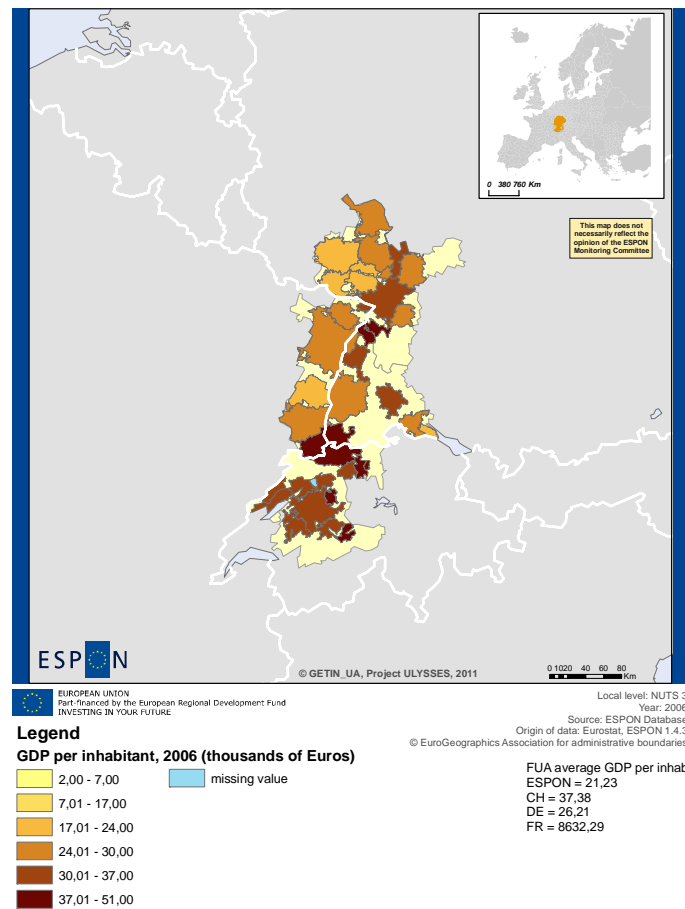 0 380 760 Km
This map does not
necessarily reflect the
opinion of the ESPON
Monitoring Committee
ESPON
© GETIN_UA, Project ULYSSES, 2011
0 10 20 40 60 80
Km
EUROPEAN UNION
Part-financed by the European Regional Development Fund
INVESTING IN YOUR FUTURE
Local level: NUTS 3
Year: 2006
Source: ESPON Database
Origin of data: Eurostat, ESPON 1.4.3
© EuroGeographics Association for administrative boundaries
Legend
GDP per inhabitant, 2006 (thousands of Euros)
2,00 - 7,00
missing value
7,01 - 17,00
17,01 - 24,00
24,01 - 30,00
30,01 - 37,00
37,01 - 51,00
FUA average GDP per inhab
ESPON = 21,23
CH = 37,38
DE = 26,21
FR = 8632,29